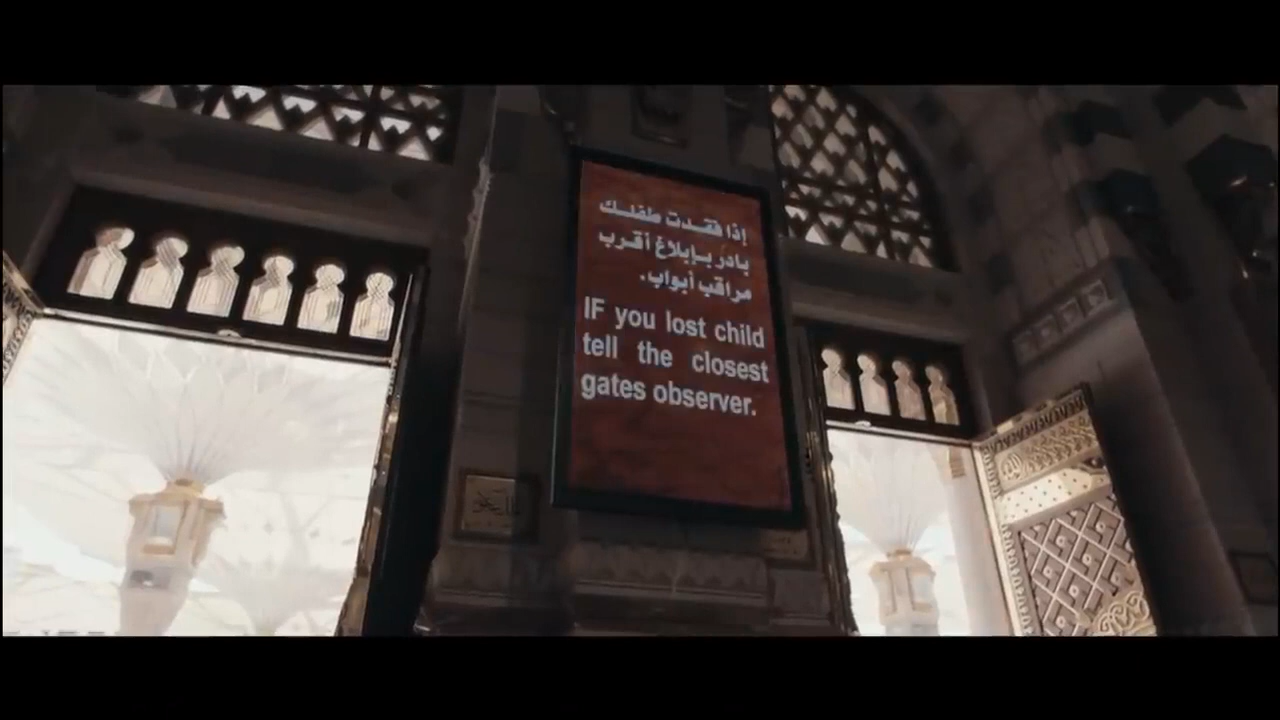 إذا فقدت طفلك
بادر بإبلاغ أقرب
مراقب أبواب.
IF you lost child
tell the closest
gates observer.